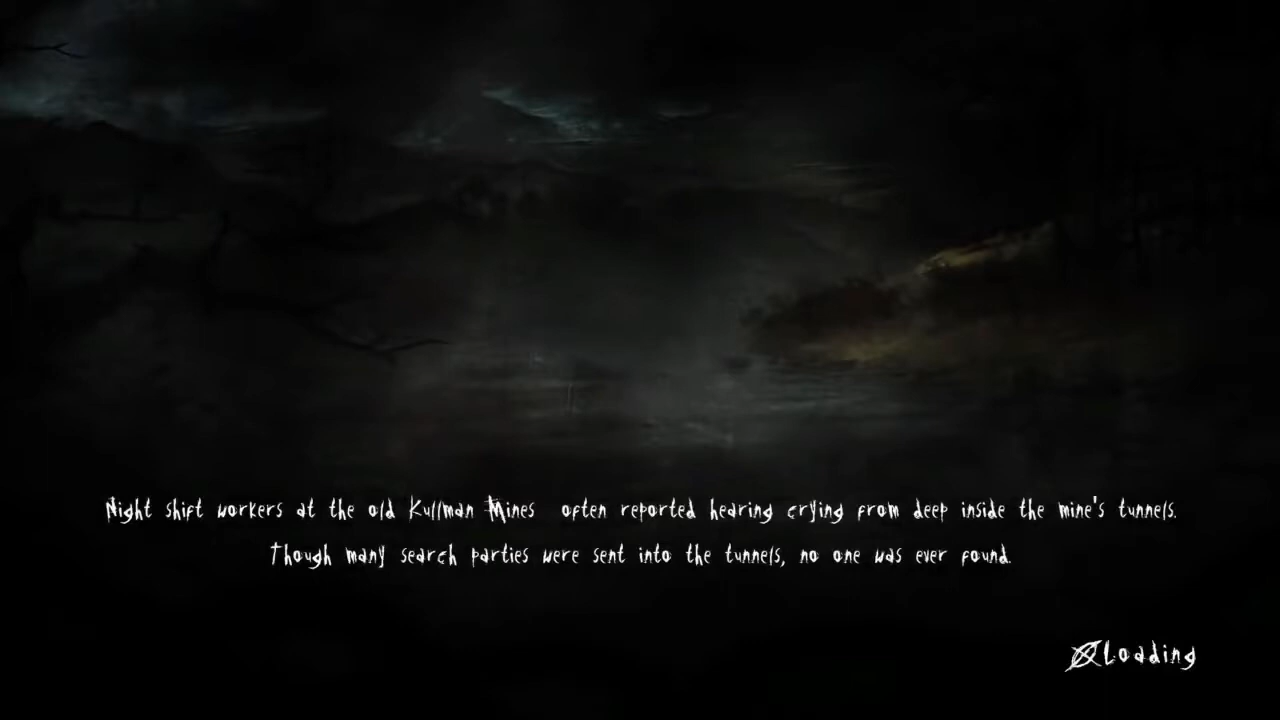 Night shift workers at the old Kullman Mines often reported hearing crying from deep inside the mine's tunnels.
Though many search parties were sent into the tunnels, no one was ever found.
Loading